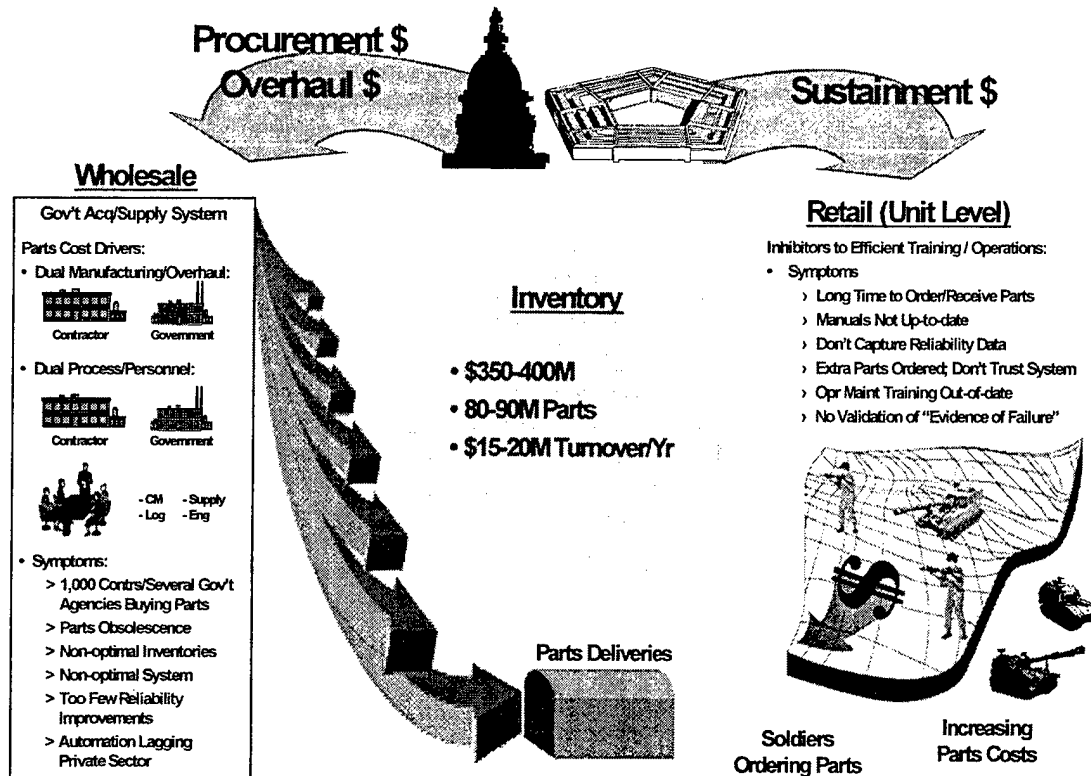 Procurement $
Overhaul $
Sustainment $
Wholesale
Gov't Acq/Supply System
Parts Cost Drivers:
• Dual Manufacturing/Overhaul:
Contractor
Government
• Dual Process/Personnel:
Contractor
Government
- CM - Supply
- Log - Eng
• Symptoms:
> 1,000 Contrs/Several Gov't
Agencies Buying Parts
> Parts Obsolescence
> Non-optimal Inventories
> Non-optimal System
> Too Few Reliability
Improvements
> Automation Lagging
Private Sector
Inventory
• $350-400M
• 80-90M Parts
• $15-20M Turnover/Yr
Parts Deliveries
Retail (Unit Level)
Inhibitors to Efficient Training / Operations:
• Symptoms
› Long Time to Order/Receive Parts
› Manuals Not Up-to-date
› Don't Capture Reliability Data
› Extra Parts Ordered; Don't Trust System
› Opr Maint Training Out-of-date
› No Validation of "Evidence of Failure"
$
Soldiers
Ordering Parts
Increasing
Parts Costs